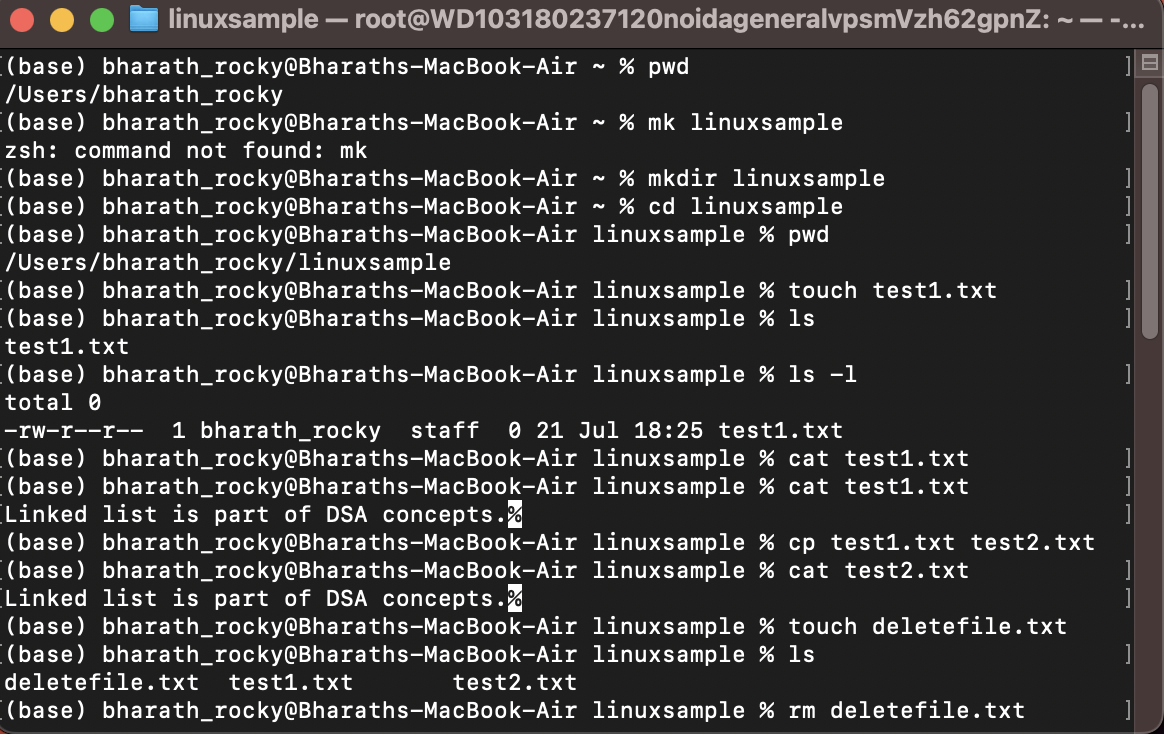 linuxsample — root@WD103180237120noidageneralvpsmVzh62gpnZ: ~ — -...
(base) bharath_rocky@Bharaths-MacBook-Air ~ % pwd
/Users/bharath_rocky
(base) bharath_rocky@Bharaths-MacBook-Air ~ % mk linuxsample
zsh: command not found: mk
(base) bharath_rocky@Bharaths-MacBook-Air ~ % mkdir linuxsample
(base) bharath_rocky@Bharaths-MacBook-Air ~ % cd linuxsample
(base) bharath_rocky@Bharaths-MacBook-Air linuxsample % pwd
/Users/bharath_rocky/linuxsample
(base) bharath_rocky@Bharaths-MacBook-Air linuxsample % touch test1.txt
(base) bharath_rocky@Bharaths-MacBook-Air linuxsample % ls
test1.txt
(base) bharath_rocky@Bharaths-MacBook-Air linuxsample % ls -l
total 0
-rw-r--r--  1 bharath_rocky  staff  0 21 Jul 18:25 test1.txt
(base) bharath_rocky@Bharaths-MacBook-Air linuxsample % cat test1.txt
(base) bharath_rocky@Bharaths-MacBook-Air linuxsample % cat test1.txt
Linked list is part of DSA concepts.%
(base) bharath_rocky@Bharaths-MacBook-Air linuxsample % cp test1.txt test2.txt
(base) bharath_rocky@Bharaths-MacBook-Air linuxsample % cat test2.txt
Linked list is part of DSA concepts.%
(base) bharath_rocky@Bharaths-MacBook-Air linuxsample % touch deletefile.txt
(base) bharath_rocky@Bharaths-MacBook-Air linuxsample % ls
deletefile.txt  test1.txt       test2.txt
(base) bharath_rocky@Bharaths-MacBook-Air linuxsample % rm deletefile.txt